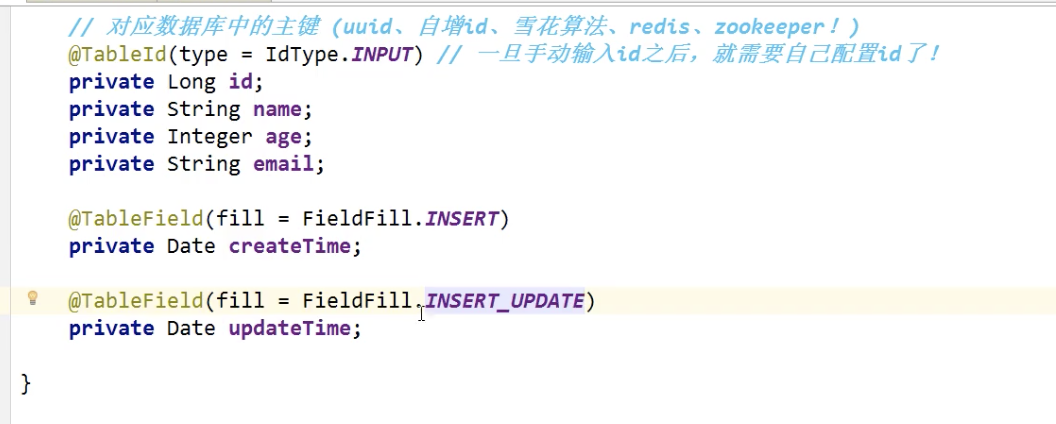 // 对应数据库中的主键 (uuid、自增id、雪花算法、redis、zookeeper！)
@TableId(type = IdType.INPUT) // 一旦手动输入id之后，就需要自己配置id了！
private Long id;
private String name;
private Integer age;
private String email;
@TableField(fill = FieldFill.INSERT)
private Date createTime;
@TableField(fill = FieldFill.INSERT_UPDATE)
private Date updateTime;
}